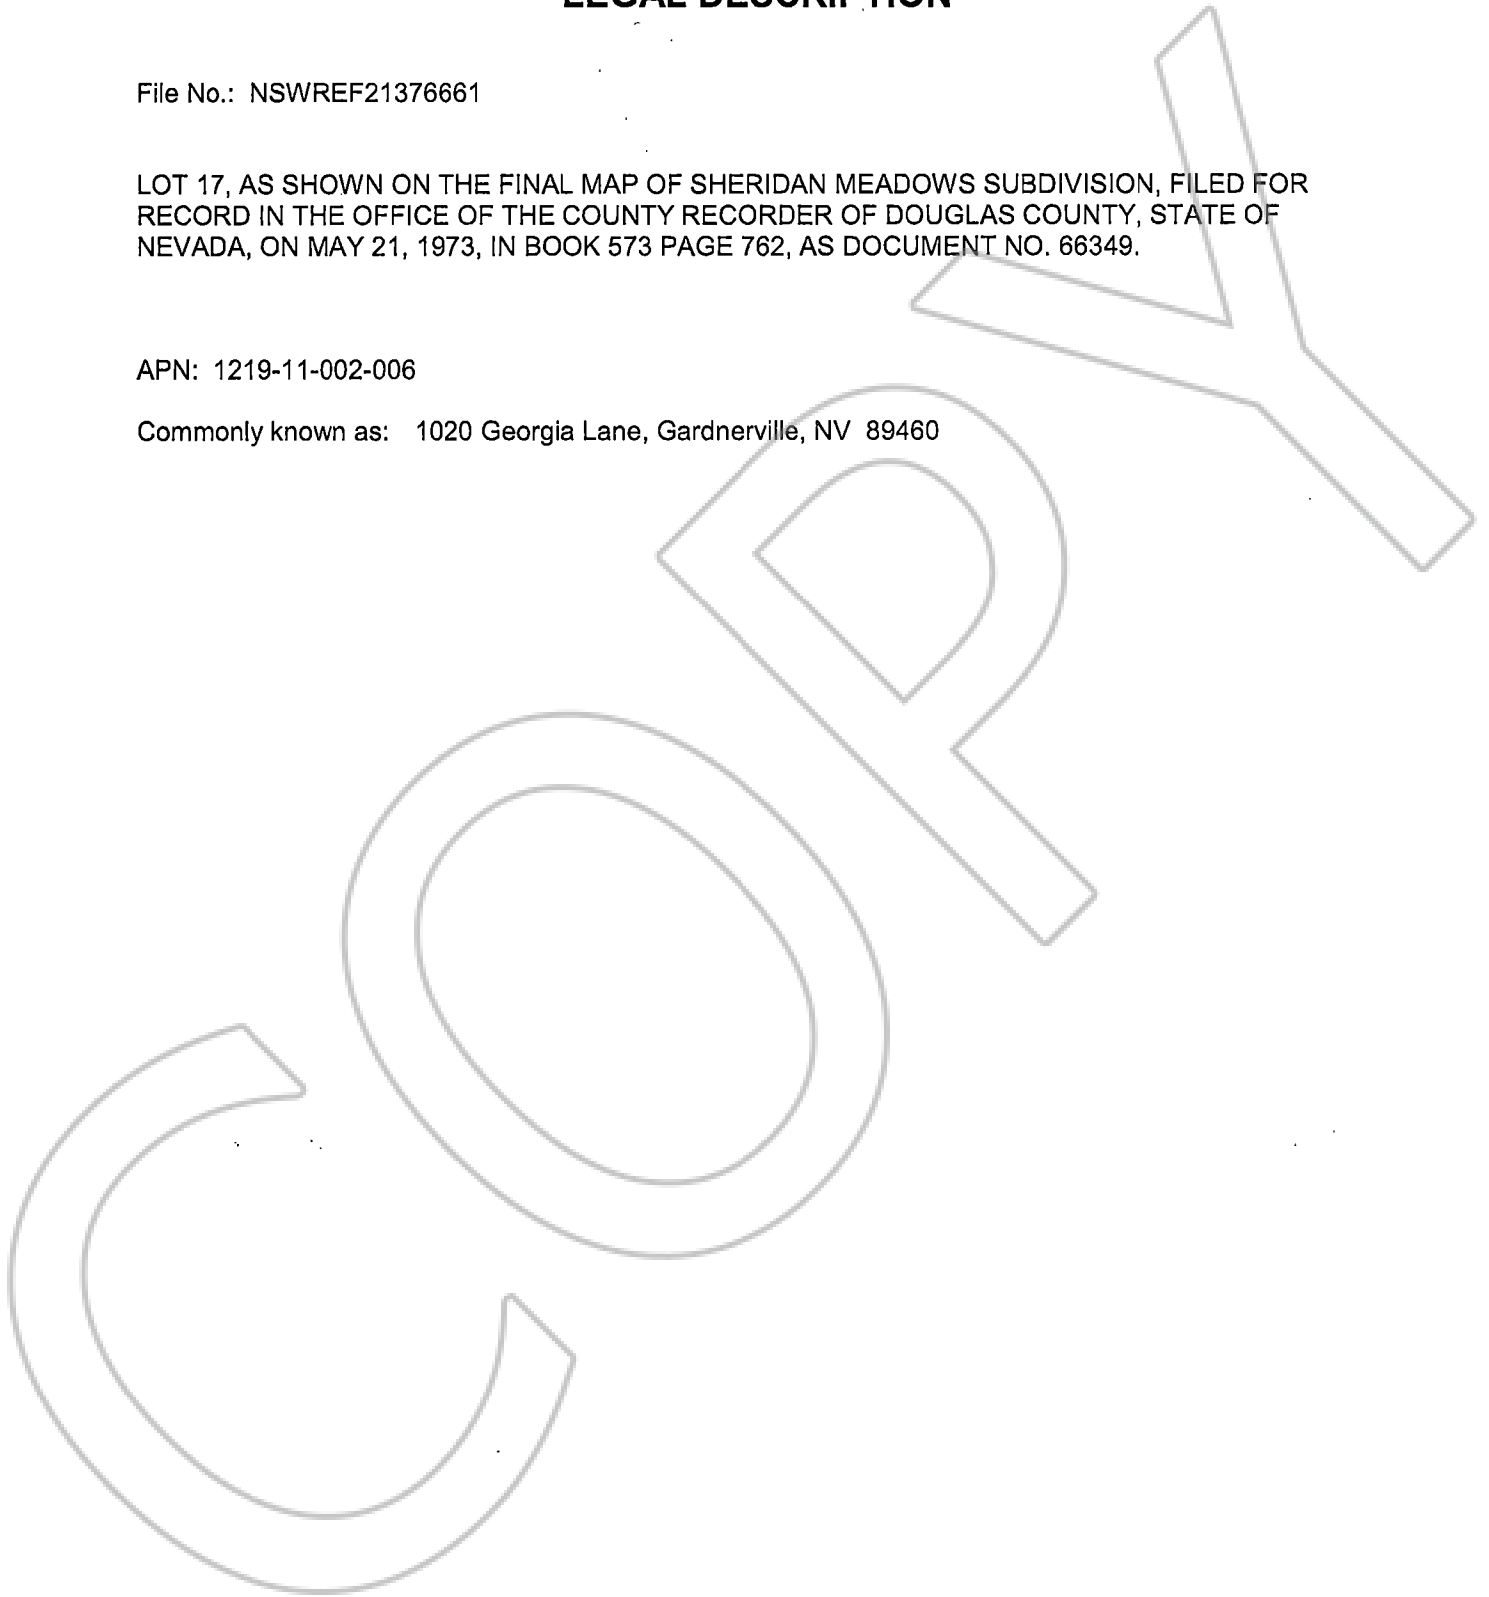 LEGAL DESCRIPTION
File No.: NSWREF21376661
LOT 17, AS SHOWN ON THE FINAL MAP OF SHERIDAN MEADOWS SUBDIVISION, FILED FOR
RECORD IN THE OFFICE OF THE COUNTY RECORDER OF DOUGLAS COUNTY, STATE OF
NEVADA, ON MAY 21, 1973, IN BOOK 573 PAGE 762, AS DOCUMENT NO. 66349.
APN: 1219-11-002-006
Commonly known as: 1020 Georgia Lane, Gardnerville, NV 89460
COPY